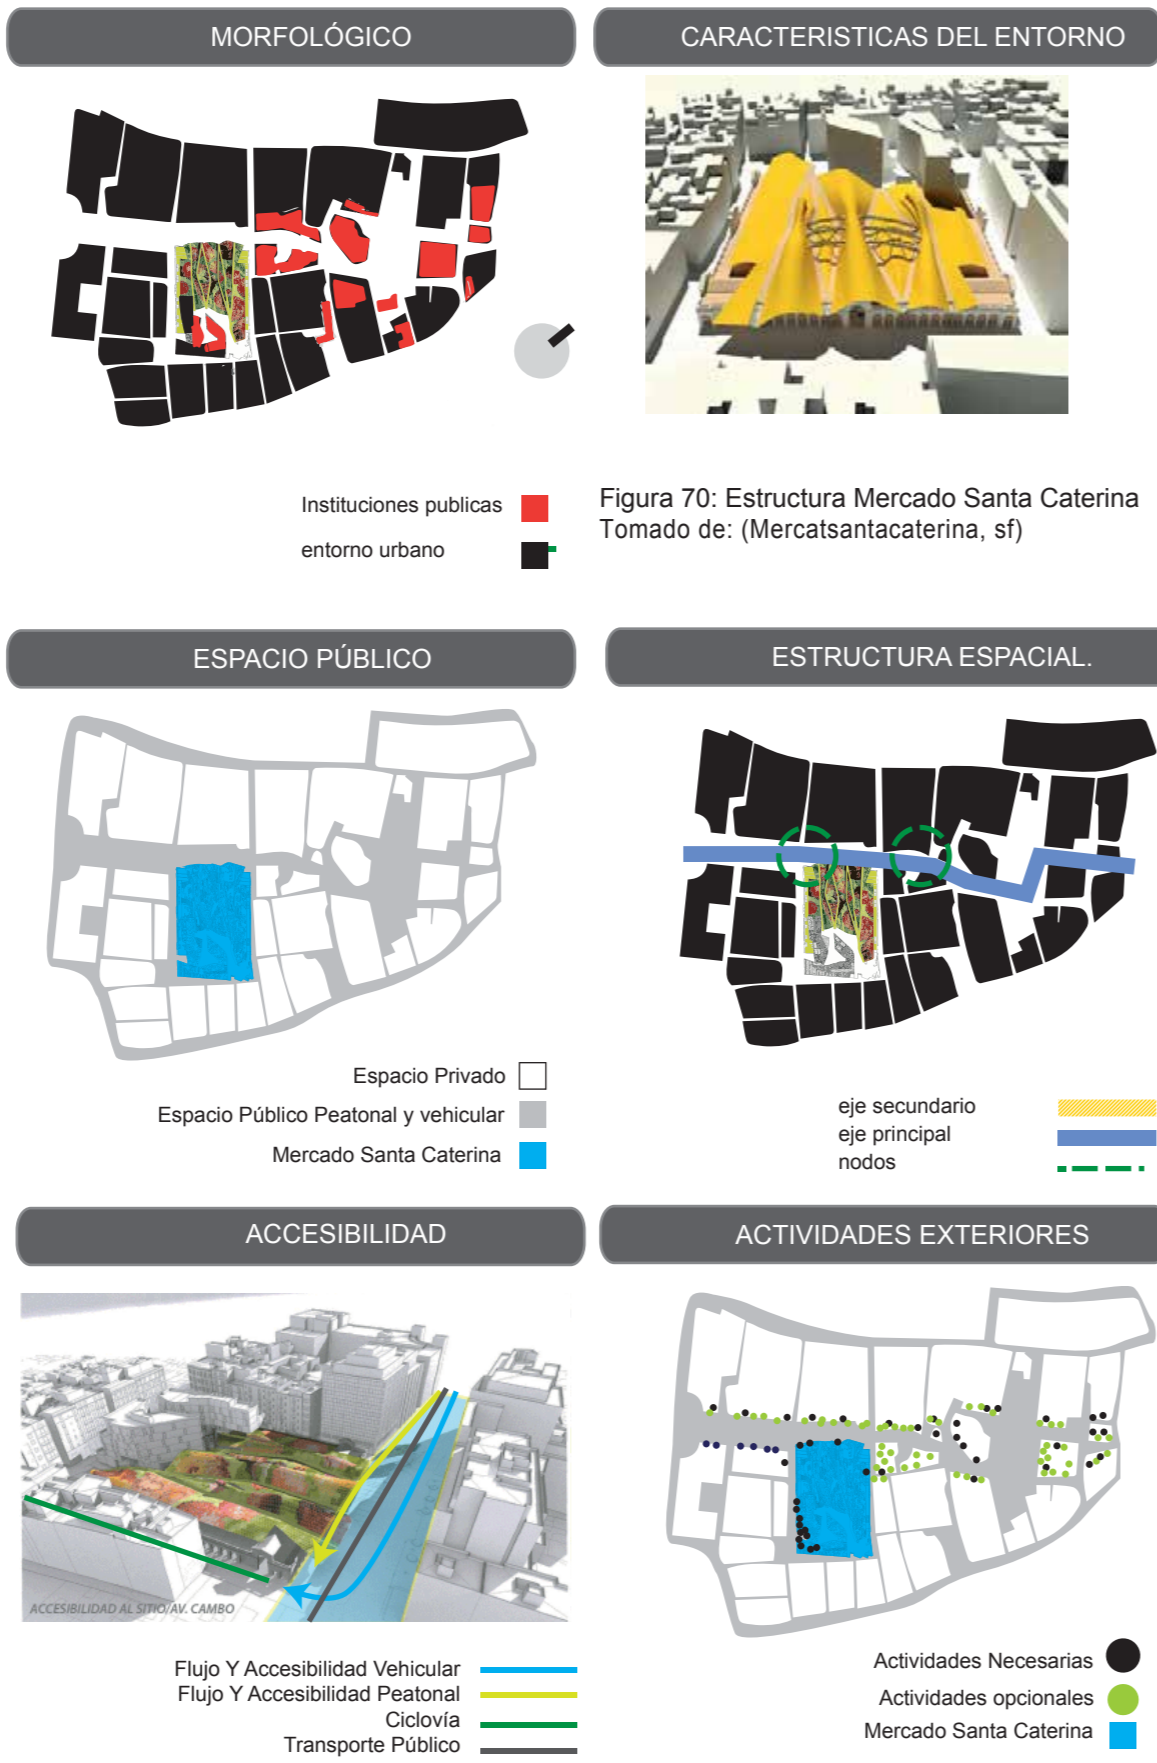 MORFOLÓGICO
CARACTERISTICAS DEL ENTORNO
Instituciones publicas
entorno urbano
Figura 70: Estructura Mercado Santa Caterina
Tomado de: (Mercatsantacaterina, sf)
ESPACIO PÚBLICO
ESTRUCTURA ESPACIAL.
Espacio Privado
Espacio Público Peatonal y vehicular
Mercado Santa Caterina
eje secundario
eje principal
nodos
ACCESIBILIDAD
ACTIVIDADES EXTERIORES
ACCESIBILIDAD AL SITIO/AV. CAMBO
Flujo Y Accesibilidad Vehicular
Flujo Y Accesibilidad Peatonal
Ciclovía
Transporte Público
Actividades Necesarias
Actividades opcionales
Mercado Santa Caterina